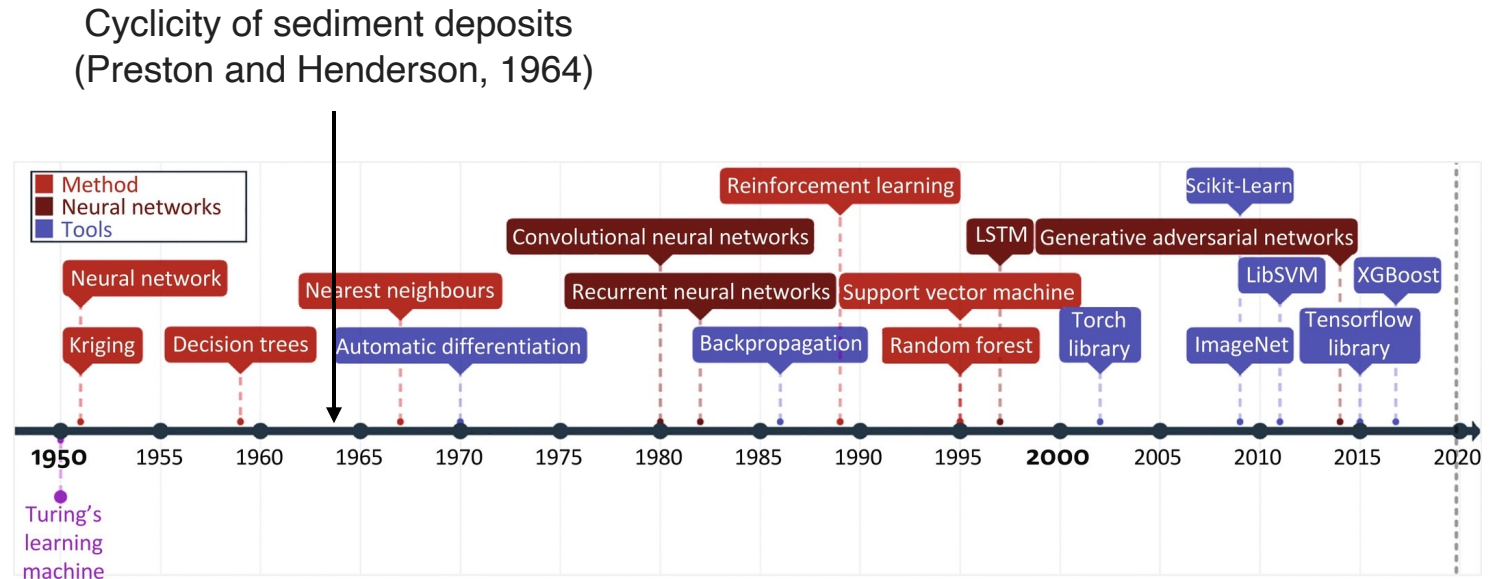 Cyclicity of sediment deposits
(Preston and Henderson, 1964)
Method
Neural networks
Tools
Reinforcement learning
Scikit-Learn
Convolutional neural networks
LSTM
Generative adversarial networks
Neural network
Nearest neighbours
Recurrent neural networks
Support vector machine
LibSVM
XGBoost
Kriging
Decision trees
Automatic differentiation
Backpropagation
Random forest
Torch
library
ImageNet
Tensorflow
library
1950 1955 1960 1965 1970 1975 1980 1985 1990 1995 2000 2005 2010 2015 2020
Turing's
learning
machine